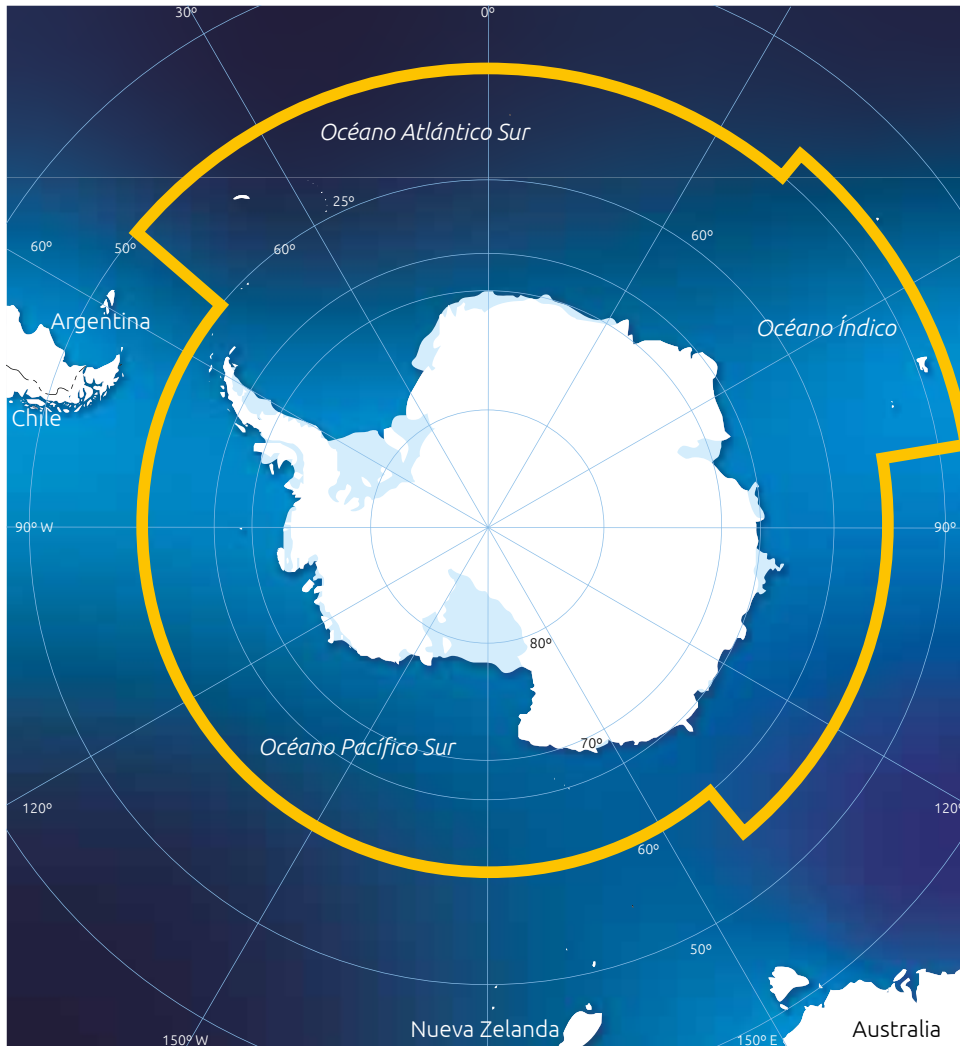 30º
0º
Océano Atlántico Sur
25º
60º
50º
60º
60º
Argentina
Océano Índico
Chile
90º W
90º
80º
Océano Pacífico Sur
70º
120º
120º
60º
50º
150º W
Nueva Zelanda
150º E
Australia